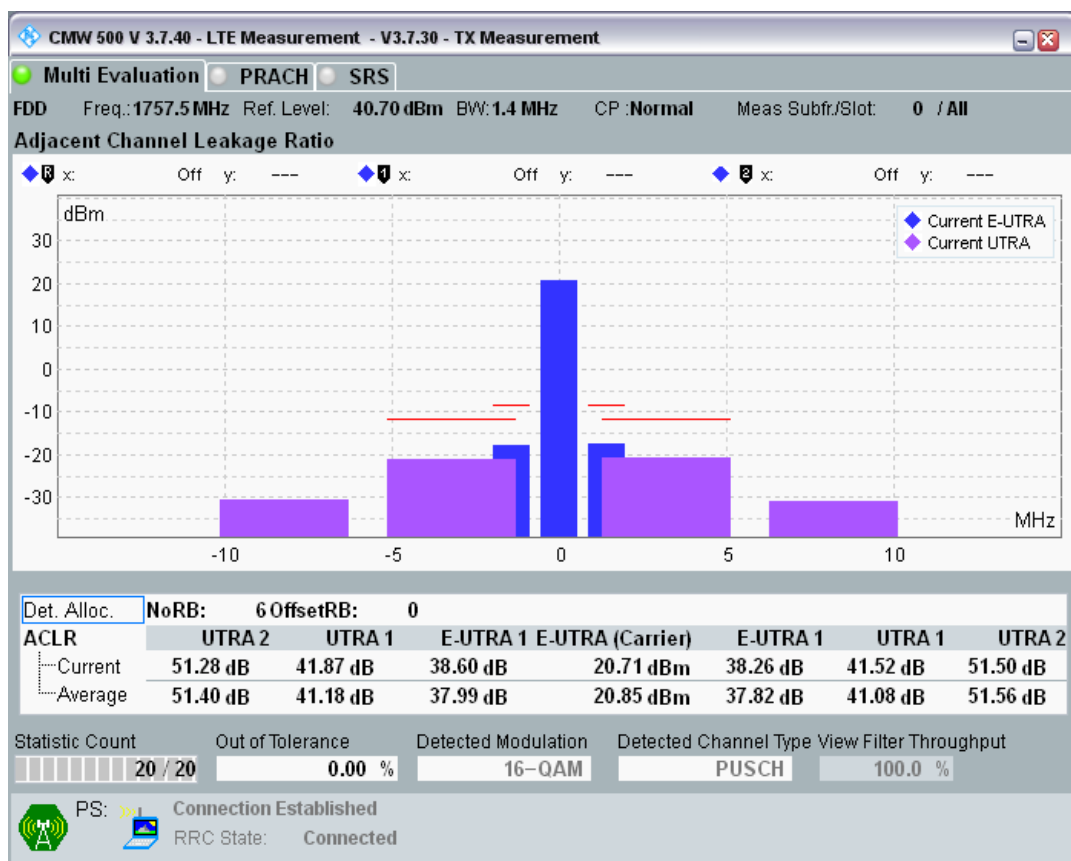 CMW 500 V 3.7.40 - LTE Measurement - V3.7.30 - TX Measurement
Multi Evaluation PRACH SRS
FDD Freq.: 1757.5 MHz Ref. Level: 40.70 dBm BW: 1.4 MHz CP : Normal Meas Subfr./Slot: 0 / All
Adjacent Channel Leakage Ratio
R x: Off y: --- 1 x: Off y: --- 2 x: Off y: ---
dBm
Current E-UTRA
Current UTRA
30
20
10
0
-10
-20
-30
MHz
-10 -5 0 5 10
Det. Alloc. NoRB: 6 OffsetRB: 0
ACLR UTRA 2 UTRA 1 E-UTRA 1 E-UTRA (Carrier) E-UTRA 1 UTRA 1 UTRA 2
Current 51.28 dB 41.87 dB 38.60 dB 20.71 dBm 38.26 dB 41.52 dB 51.50 dB
Average 51.40 dB 41.18 dB 37.99 dB 20.85 dBm 37.82 dB 41.08 dB 51.56 dB
Statistic Count Out of Tolerance Detected Modulation Detected Channel Type View Filter Throughput
20 / 20 0.00 % 16-QAM PUSCH 100.0 %
PS: Connection Established
RRC State: Connected